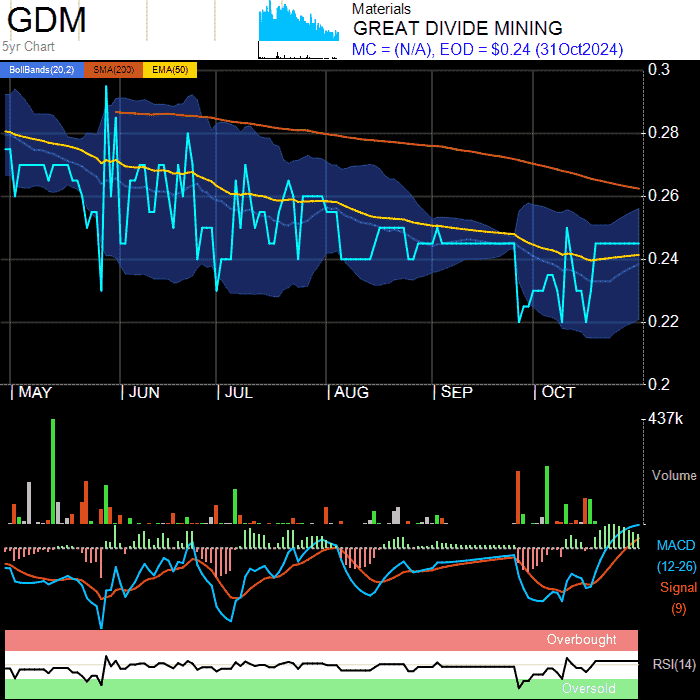 GDM
5yr Chart
Materials
GREAT DIVIDE MINING
MC = (N/A), EOD = $0.24 (31Oct2024)
BollBands(20,2) SMA(200) EMA(50)
0.3
0.28
0.26
0.24
0.22
0.2
MAY JUN JUL AUG SEP OCT
437k
Volume
MACD
(12-26)
Signal
(9)
Overbought
RSI(14)
Oversold